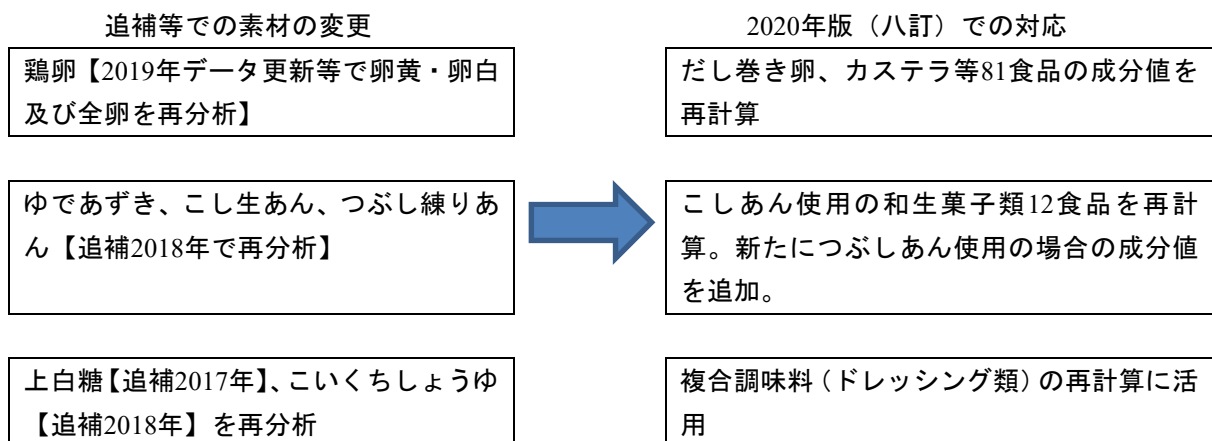 追補等での素材の変更
2020年版（八訂）での対応
鶏卵【2019年データ更新等で卵黄・卵白
及び全卵を再分析】
だし巻き卵、カステラ等81食品の成分値を
再計算
ゆであずき、こし生あん、つぶし練りあ
ん【追補2018年で再分析】
こしあん使用の和生菓子類12食品を再計
算。新たにつぶしあん使用の場合の成分値
を追加。
上白糖【追補2017年】、こいくちしょうゆ
【追補2018年】を再分析
複合調味料（ドレッシング類）の再計算に活
用